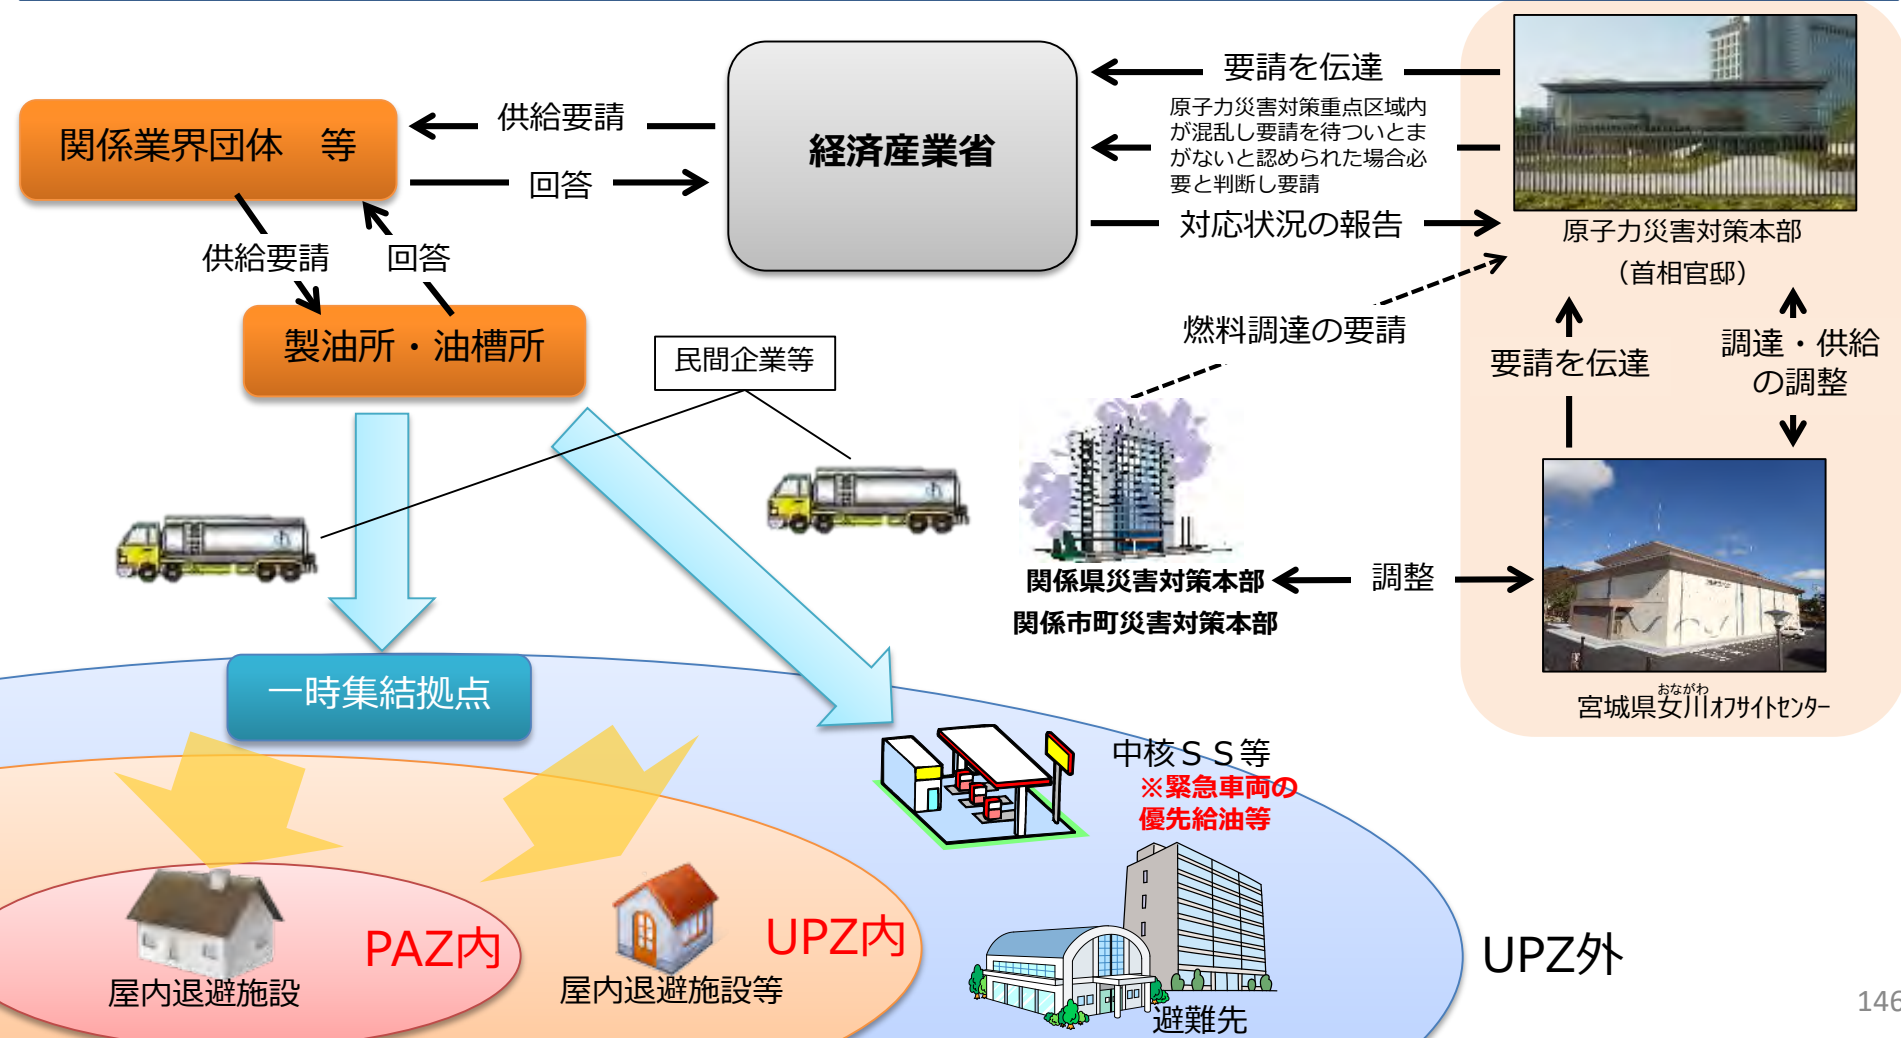 要請を伝達
原子力災害対策重点区域内
が混乱し要請を待ついとま
がないと認められた場合必
要と判断し要請
対応状況の報告
経済産業省
供給要請
回答
関係業界団体　等
供給要請
回答
製油所・油槽所
民間企業等
燃料調達の要請
原子力災害対策本部
（首相官邸）
要請を伝達
調達・供給
の調整
関係県災害対策本部
関係市町災害対策本部
調整
おながわ
宮城県女川ｵﾌｻｲﾄｾﾝﾀｰ
一時集結拠点
中核ＳＳ等
※緊急車両の
優先給油等
PAZ内
屋内退避施設
UPZ内
屋内退避施設等
避難先
UPZ外
146